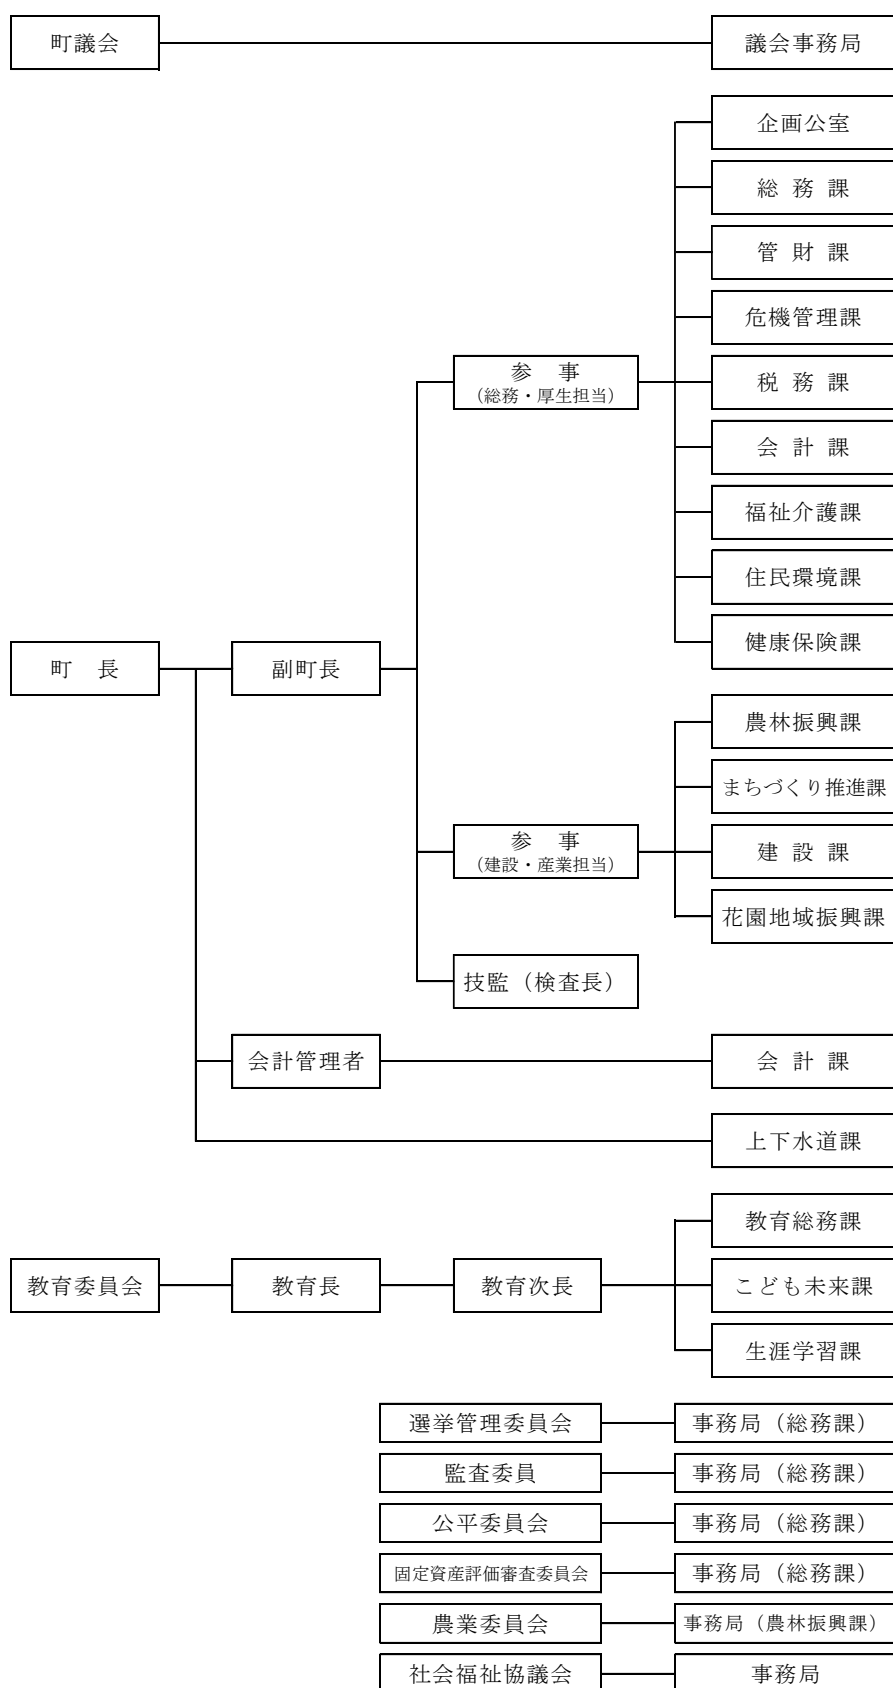 町議会
議会事務局
企画公室
総務課
管財課
危機管理課
参事
(総務・厚生担当)
税務課
会計課
福祉介護課
住民環境課
健康保険課
町長
副町長
農林振興課
まちづくり推進課
参事
(建設・産業担当)
建設課
花園地域振興課
技監（検査長）
会計管理者
会計課
上下水道課
教育総務課
教育委員会
教育長
教育次長
こども未来課
生涯学習課
選挙管理委員会
事務局（総務課）
監査委員
事務局（総務課）
公平委員会
事務局（総務課）
固定資産評価審査委員会
事務局（総務課）
農業委員会
事務局（農林振興課）
社会福祉協議会
事務局